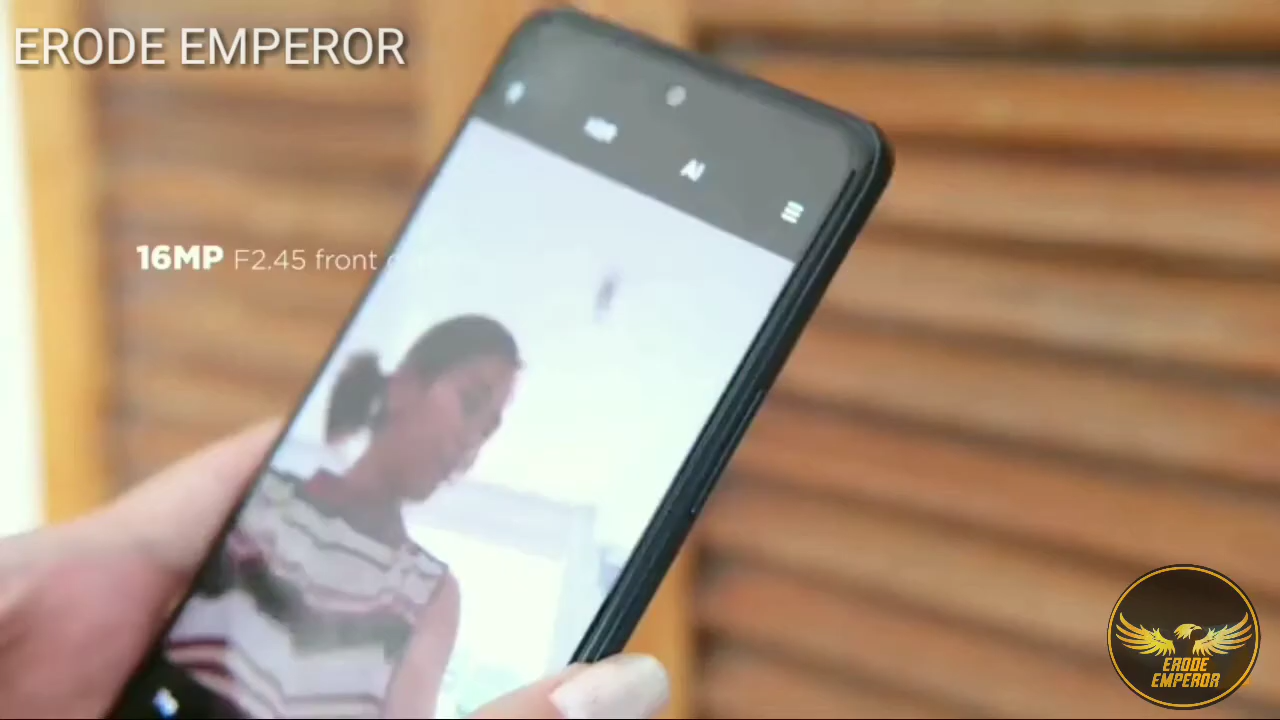 ERODE EMPEROR
16MP F2.45 front
AI
ERODE
EMPEROR